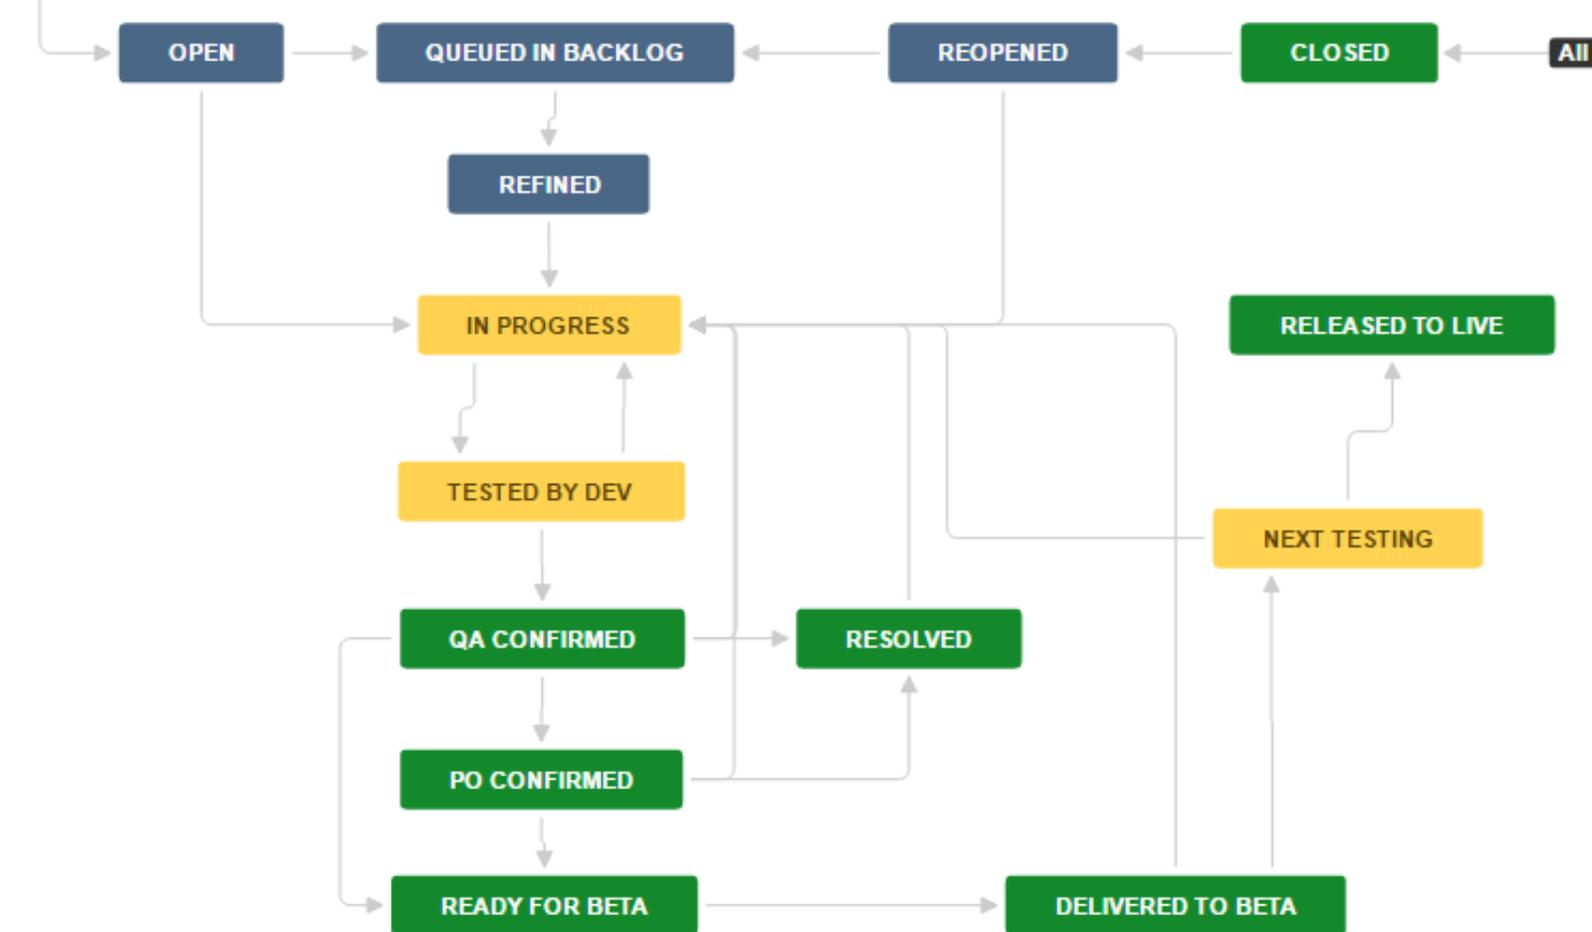 OPEN
QUEUED IN BACKLOG
REOPENED
CLOSED
All
REFINED
IN PROGRESS
RELEASED TO LIVE
TESTED BY DEV
NEXT TESTING
QA CONFIRMED
RESOLVED
PO CONFIRMED
READY FOR BETA
DELIVERED TO BETA